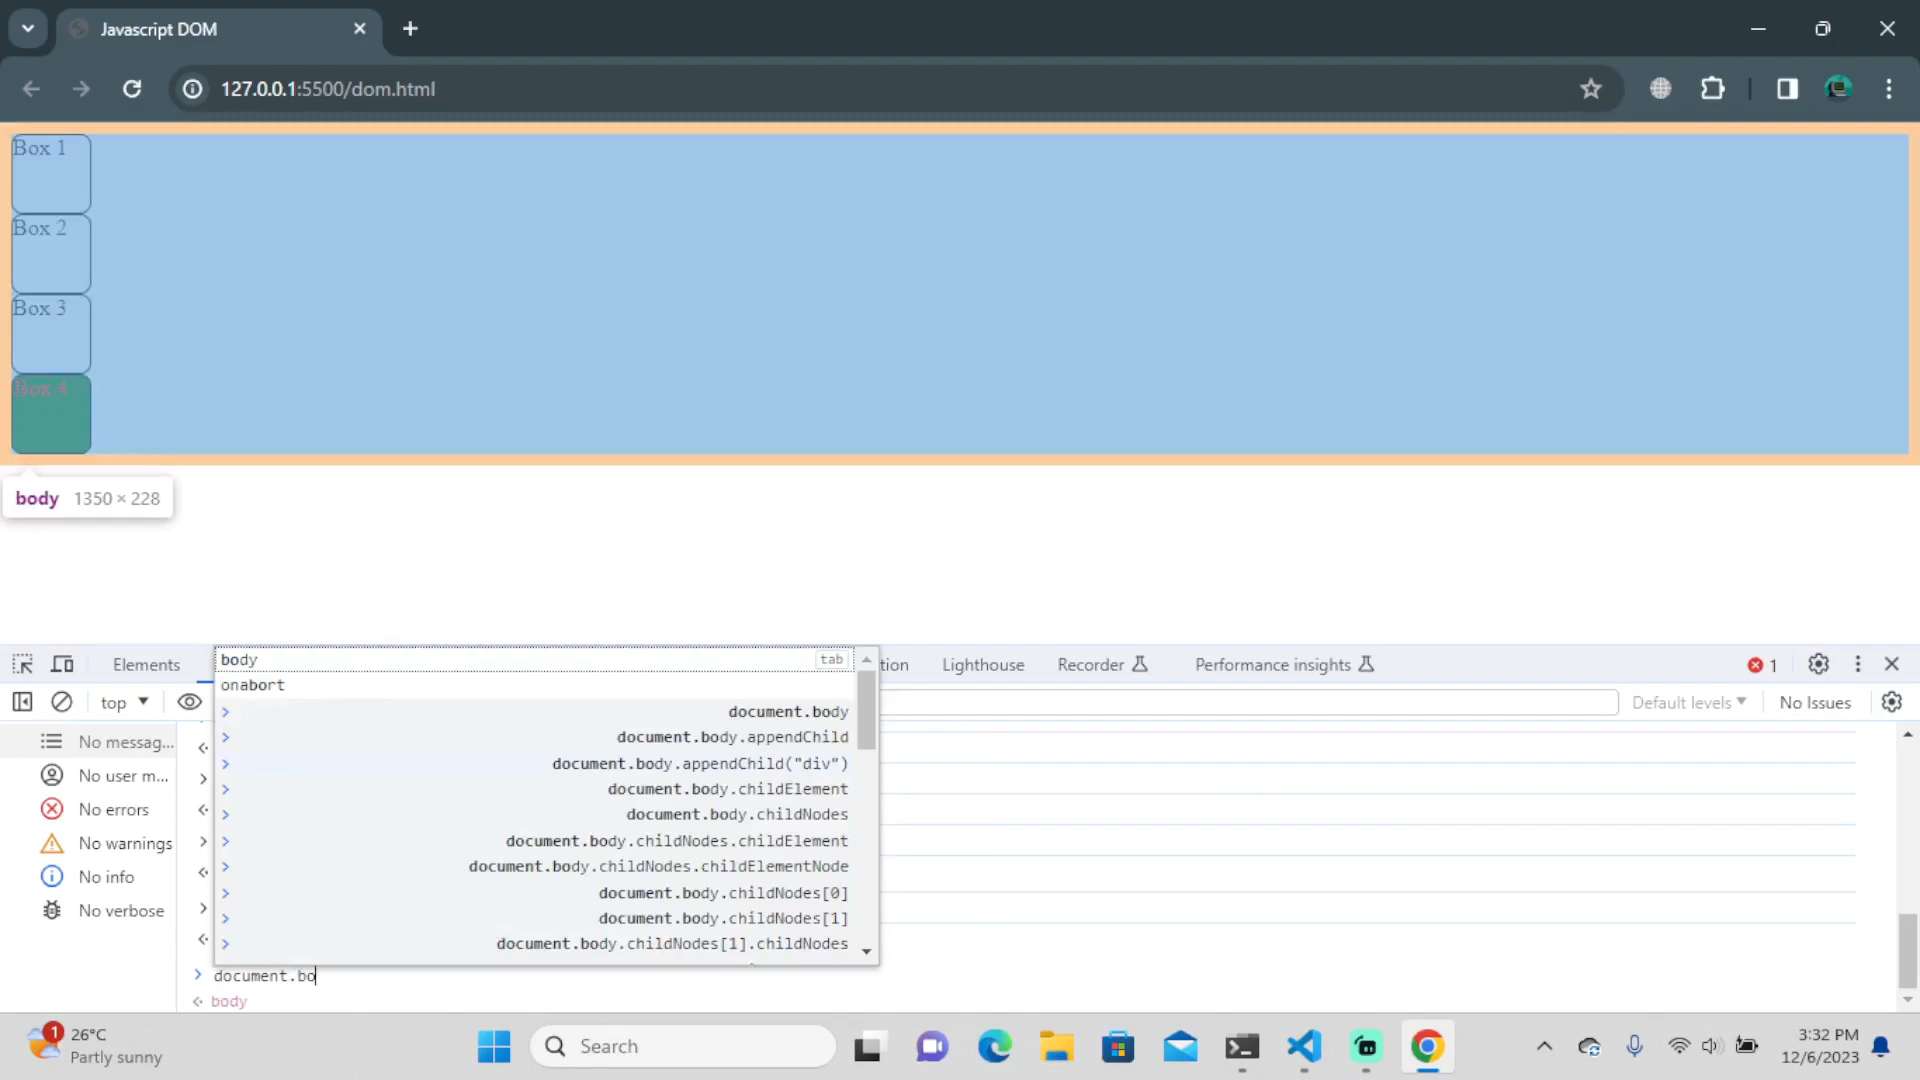 Javascript DOM
127.0.0.1:5500/dom.html
Box 1
Box 2
Box 3
Box 4
body 1350 × 228
Elements
body tab
tion
Lighthouse
Recorder
Performance insights
1
onabort
top
Default levels
No Issues
> document.body
> document.body.appendChild
> document.body.appendChild("div")
> document.body.childElement
> document.body.childNodes
> document.body.childNodes.childElement
> document.body.childNodes.childElementNode
> document.body.childNodes[0]
> document.body.childNodes[1]
> document.body.childNodes[1].childNodes
No messag...
No user m...
No errors
No warnings
No info
No verbose
> document.bo
body
1
26°C
Partly sunny
Search
3:32 PM
12/6/2023